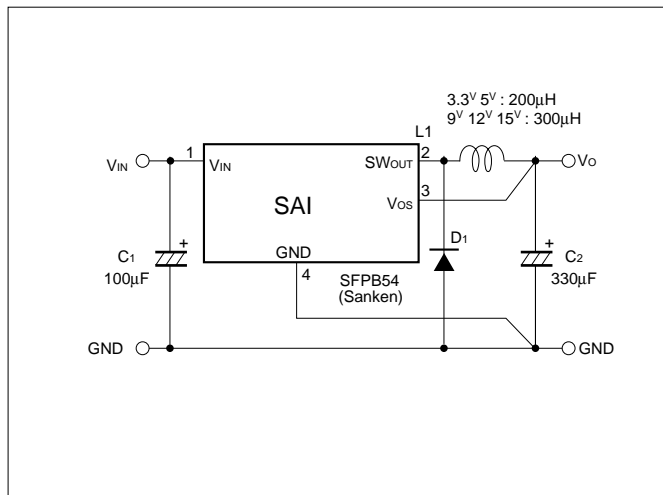 3.3V 5V : 200μH
9V 12V 15V : 300μH
L1
VIN
1
VIN
SWOUT
2
VO
3
VOS
SAI
D1
GND
4
C1
100μF
+
SFPB54
(Sanken)
+
C2
330μF
GND
GND